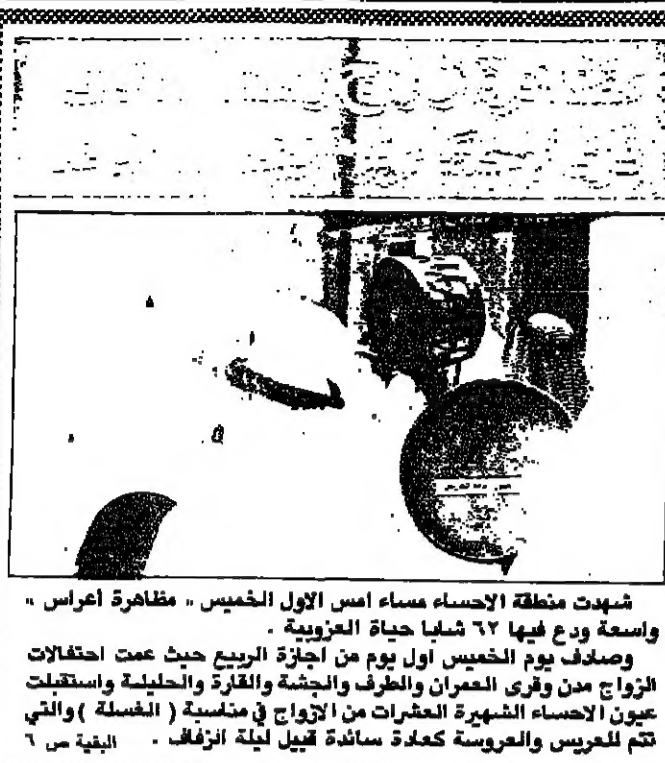 شهدت منطقة الاحساء مساء امس الاول الخميس " مظاهرة أعراس "
واسعة ودع فيها ٦٢ شابا حياة العزوبية .
وصادف يوم الخميس اول يوم من اجازة الربيع حيث عمت احتفالات
الزواج مدن وقرى العمران والطرف والجشة والقارة والحليلة واستقبلت
عيون الاحساء الشهيرة العشرات من الازواج في مناسبة ( الغسلة ) والتي
تتم للعريس والعروسة كعادة سائدة قبيل ليلة الزفاف . البقية ص ٦